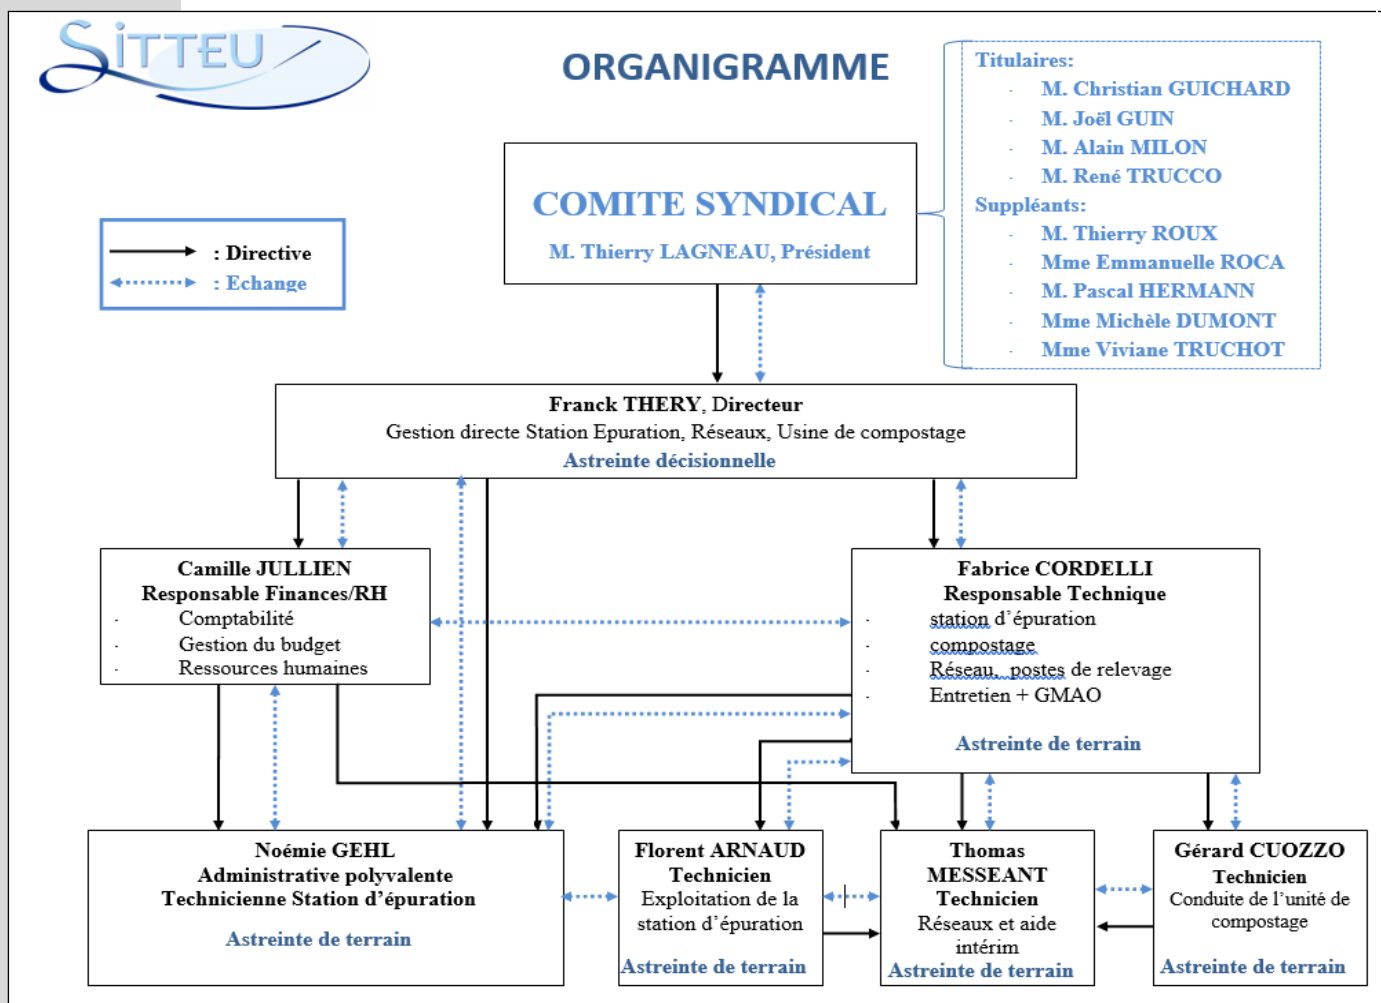 SiTTEU
ORGANIGRAMME
Titulaires:
- M. Christian GUICHARD
- M. Joël GUIN
- M. Alain MILON
- M. René TRUCCO
Suppléants:
- M. Thierry ROUX
- Mme Emmanuelle ROCA
- M. Pascal HERMANN
- Mme Michèle DUMONT
- Mme Viviane TRUCHOT
COMITE SYNDICAL
M. Thierry LAGNEAU, Président
: Directive
: Echange
Franck THERY, Directeur
Gestion directe Station Epuration, Réseaux, Usine de compostage
Astreinte décisionnelle
Camille JULLIEN
Responsable Finances/RH
- Comptabilité
- Gestion du budget
- Ressources humaines
Fabrice CORDELLI
Responsable Technique
- station d’épuration
- compostage
- Réseau, postes de relevage
- Entretien + GMAO
Astreinte de terrain
Noémie GEHL
Administrative polyvalente
Technicienne Station d’épuration
Astreinte de terrain
Florent ARNAUD
Technicien
Exploitation de la
station d’épuration
Astreinte de terrain
Thomas
MESSEANT
Technicien
Réseaux et aide
intérim
Astreinte de terrain
Gérard CUOZZO
Technicien
Conduite de l’unité de
compostage
Astreinte de terrain